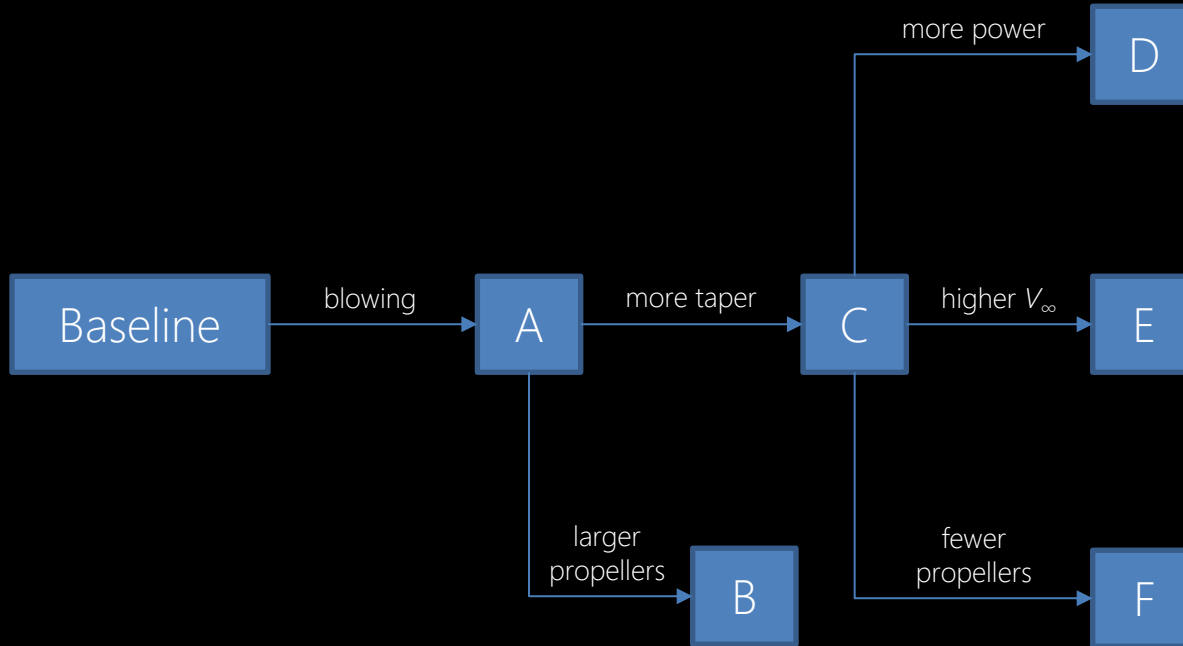 more power
D
Baseline
blowing
A
more taper
C
higher V∞
E
larger
propellers
B
fewer
propellers
F